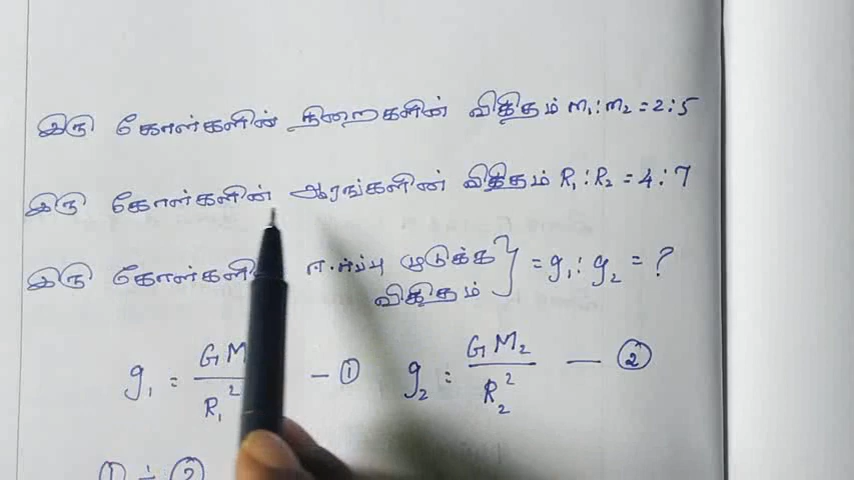 இரு கோள்களின் நிறைகளின் விகிதம் m₁:m₂=2:5
இரு கோள்களின் ஆரங்களின் விகிதம் R₁:R₂=4:7
இரு கோள்களின் ஈர்ப்பு முடுக்க } = g₁:g₂ = ?
விகிதம்
g₁ = GM / R₁² — ① g₂ = GM₂ / R₂² — ②
① ÷ ②